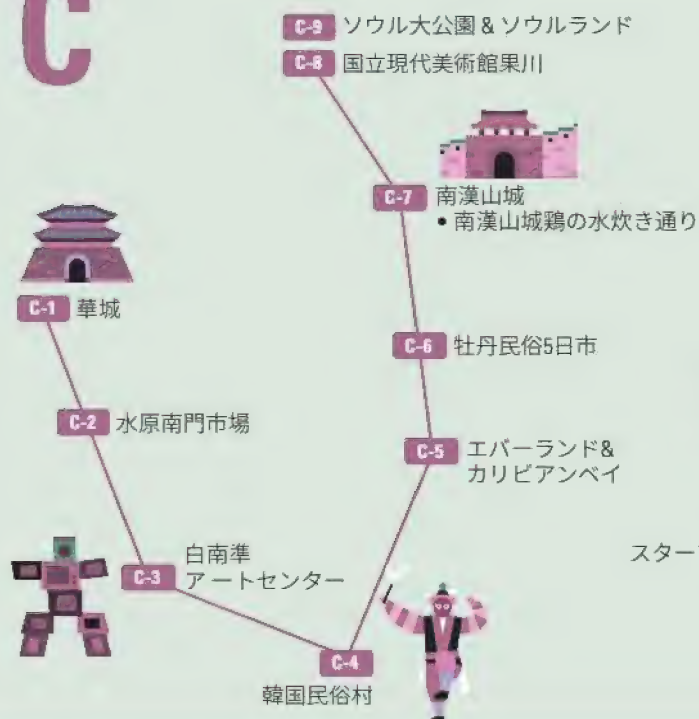 C
C-9 ソウル大公園 & ソウルランド
C-8 国立現代美術館果川
C-7 南漢山城
• 南漢山城鶏の水炊き通り
C-1 華城
C-6 牡丹民俗5日市
C-2 水原南門市場
C-5 エバーランド&
カリビアンベイ
白南準
C-3 アートセンター
スター
C-4
韓国民俗村